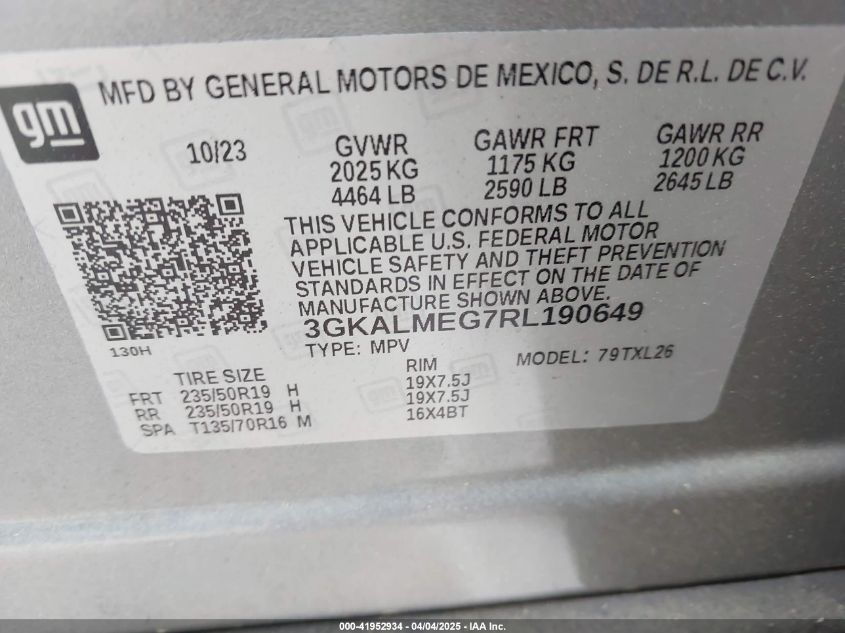 gm
MFD BY GENERAL MOTORS DE MEXICO, S. DE R.L. DE C.V.
10/23 GVWR GAWR FRT GAWR RR
2025 KG 1175 KG 1200 KG
4464 LB 2590 LB 2645 LB
THIS VEHICLE CONFORMS TO ALL
APPLICABLE U.S. FEDERAL MOTOR
VEHICLE SAFETY AND THEFT PREVENTION
STANDARDS IN EFFECT ON THE DATE OF
MANUFACTURE SHOWN ABOVE.
3GKALMEG7RL190649
130H
TYPE: MPV MODEL: 79TXL26
TIRE SIZE RIM
FRT 235/50R19 H 19X7.5J
RR 235/50R19 H 19X7.5J
SPA T135/70R16 M 16X4BT
000-41952934 - 04/04/2025 - IAA Inc.